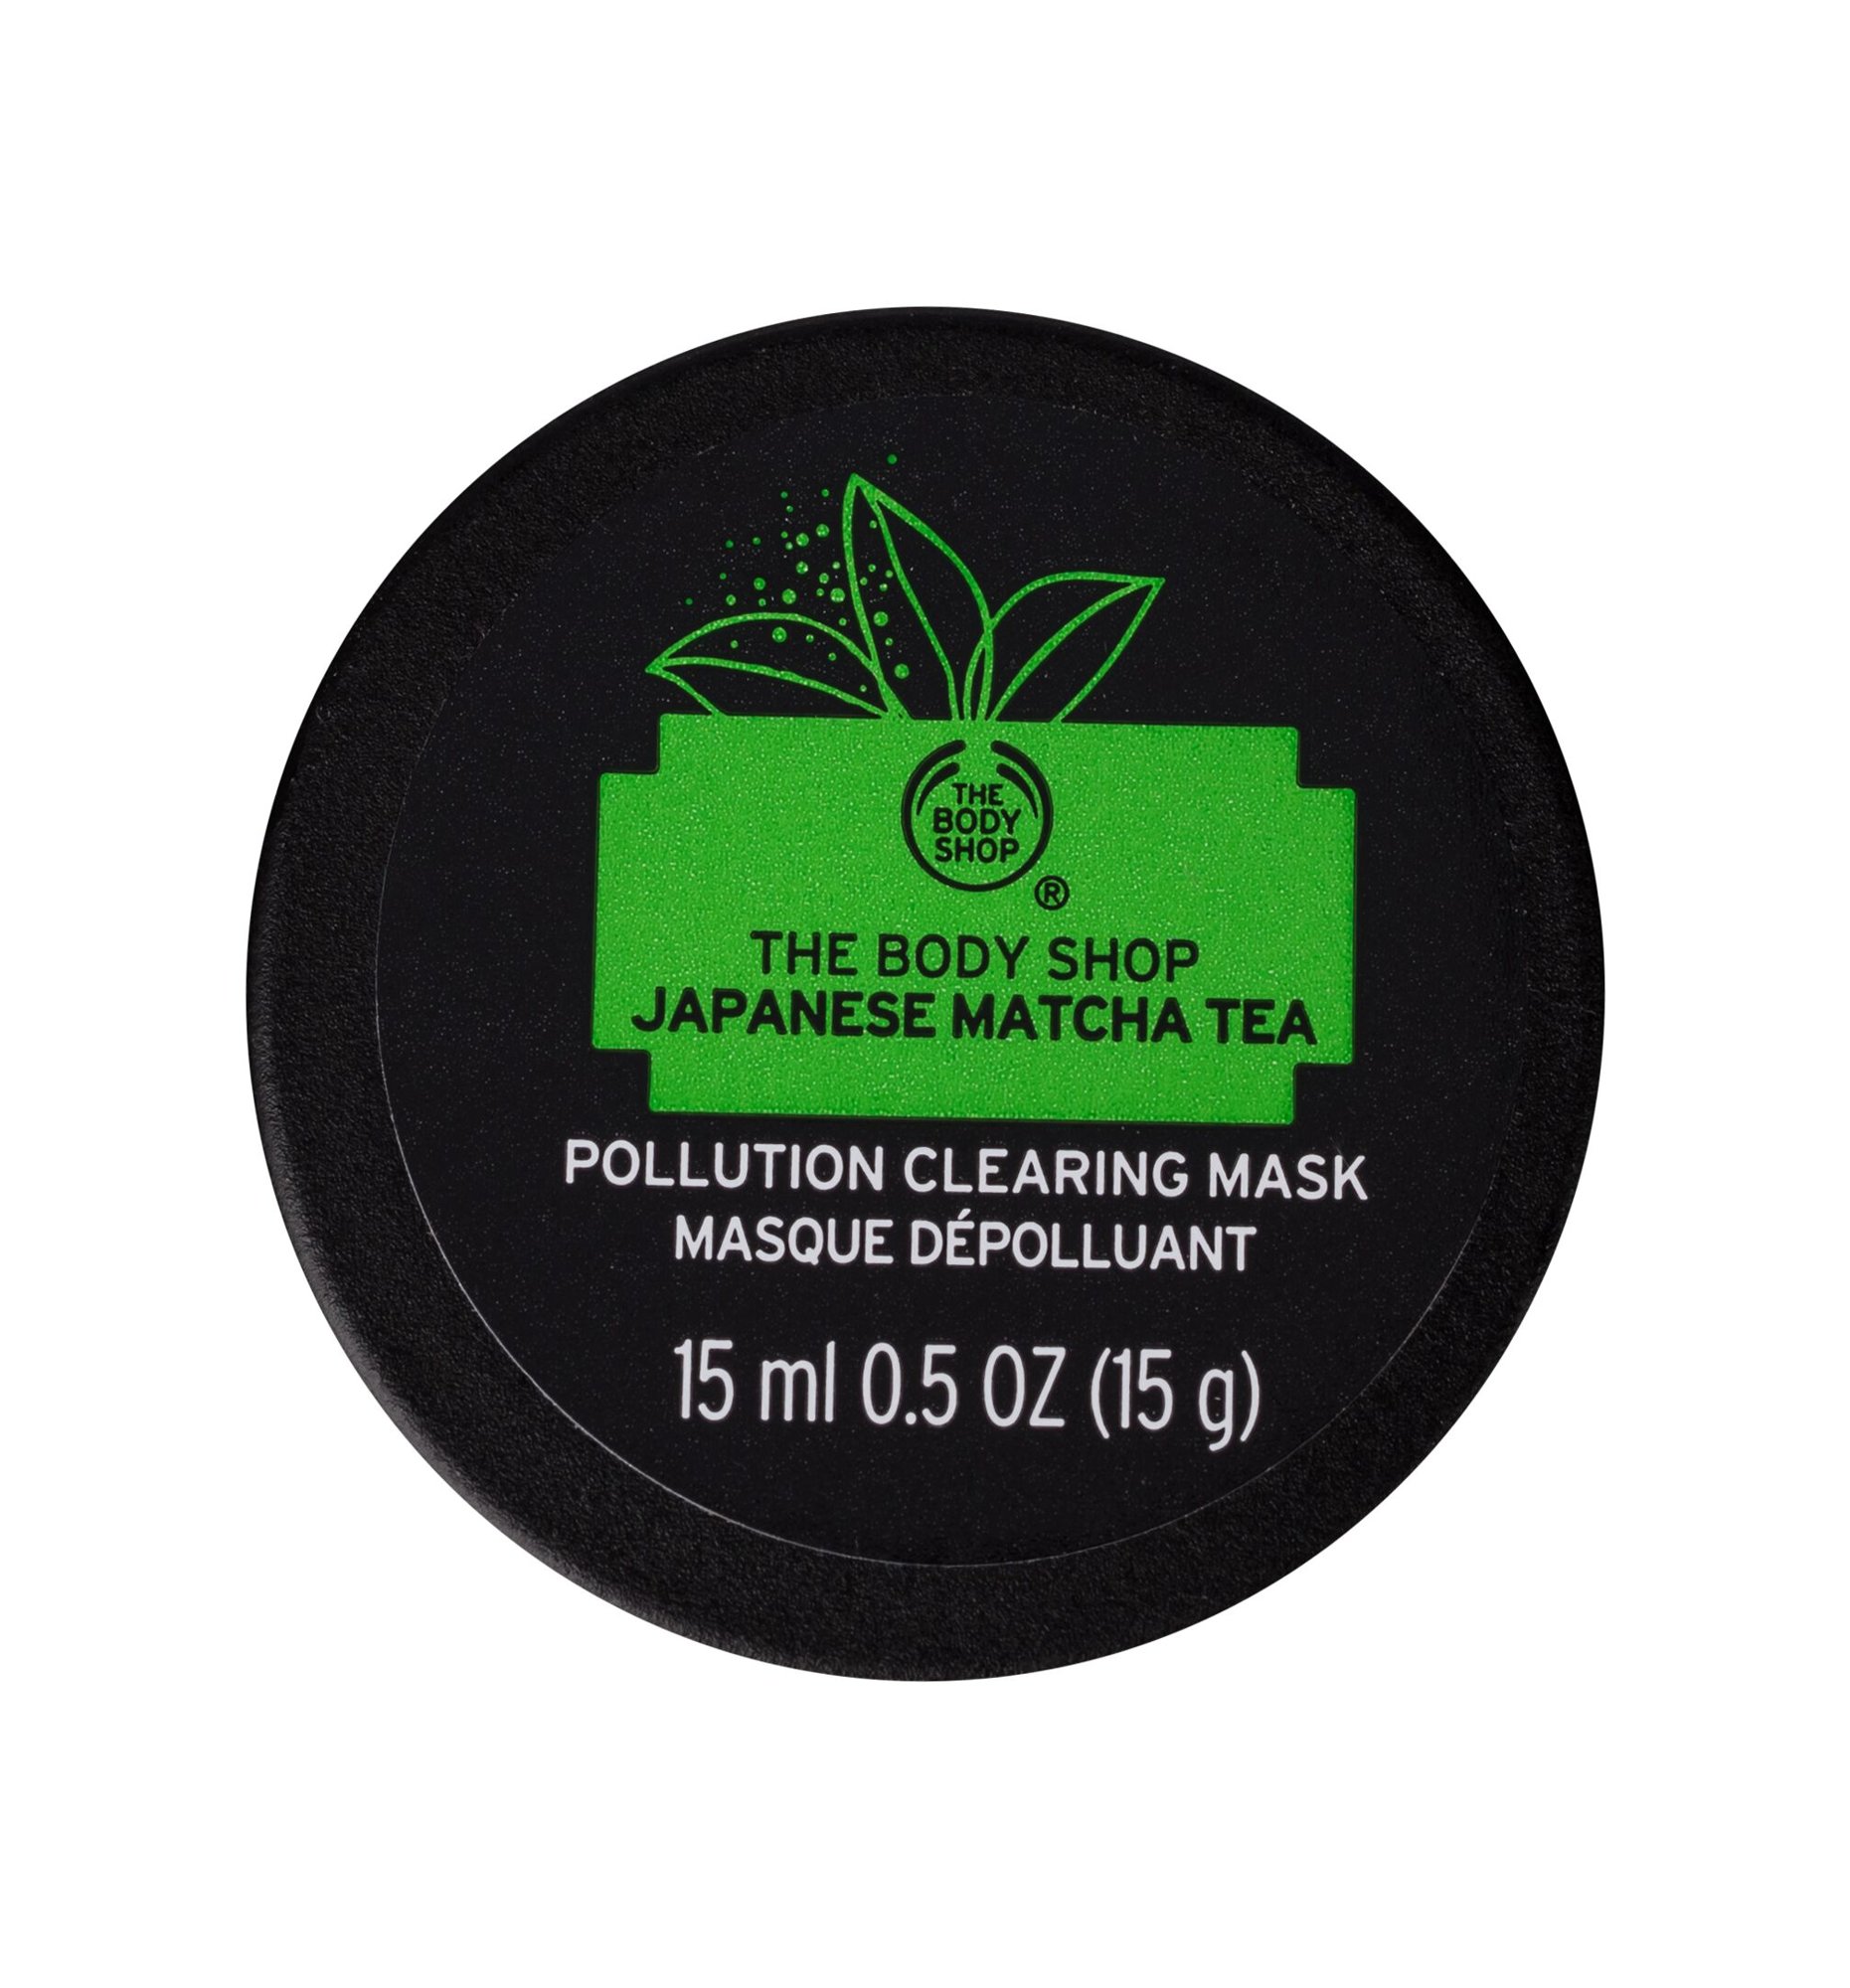 THE
BODY
SHOP
®
THE BODY SHOP
JAPANESE MATCHA TEA
POLLUTION CLEARING MASK
MASQUE DÉPOLLUANT
15 ml 0.5 OZ (15 g)